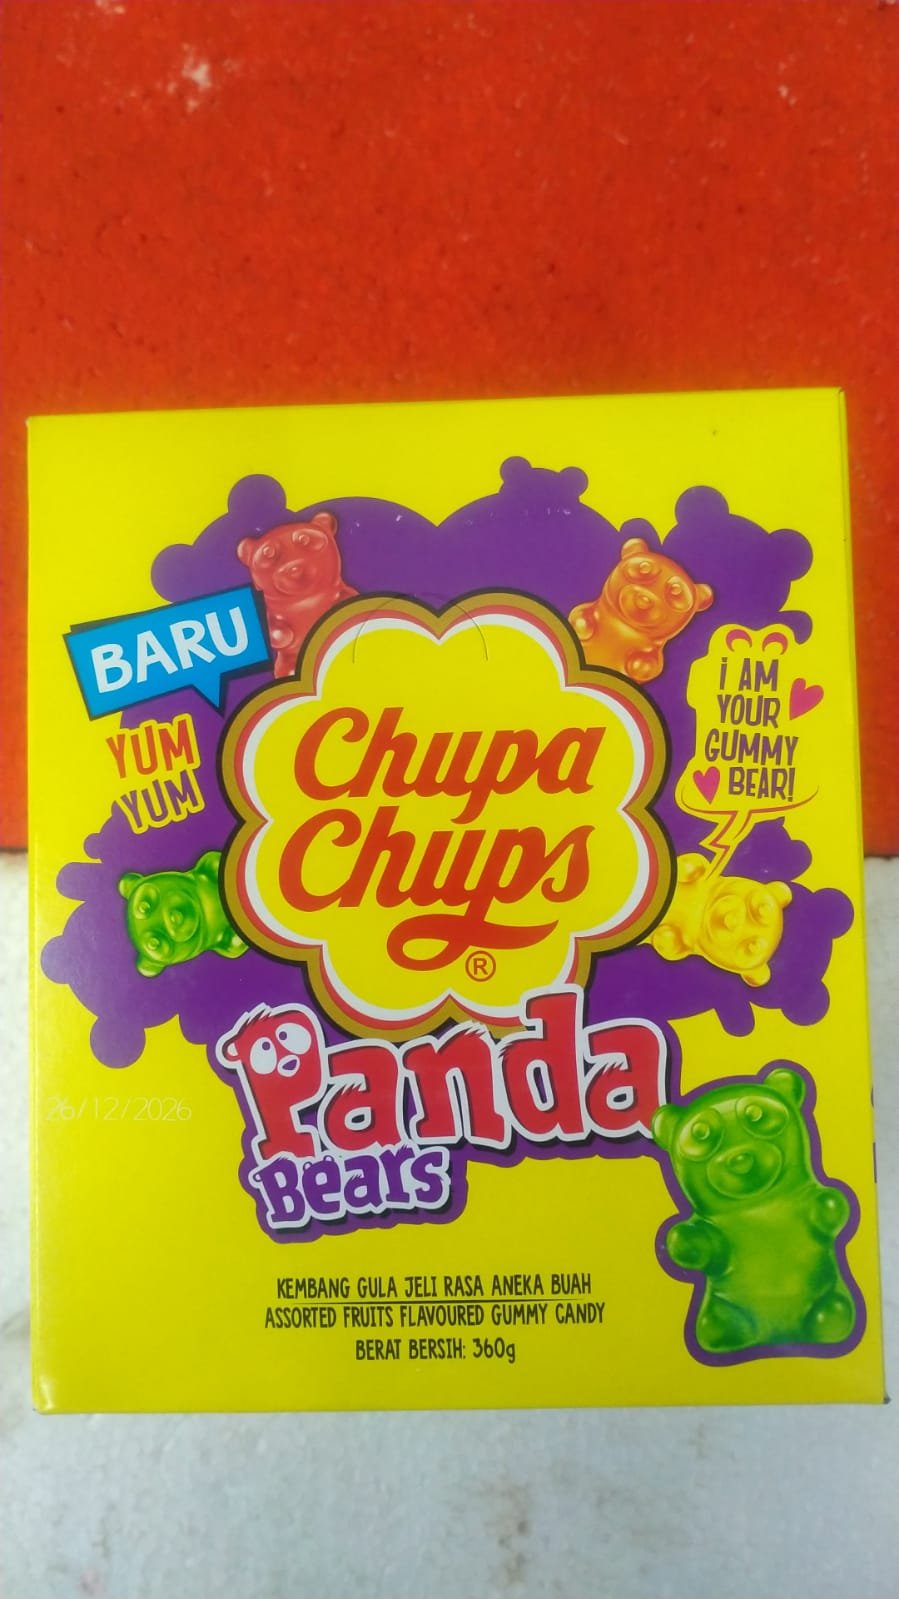 BARU
YUM
YUM
I AM
YOUR
GUMMY
BEAR!
Chupa
Chups
®
Panda
Bears
26/12/2026
KEMBANG GULA JELI RASA ANEKA BUAH
ASSORTED FRUITS FLAVOURED GUMMY CANDY
BERAT BERSIH: 360g